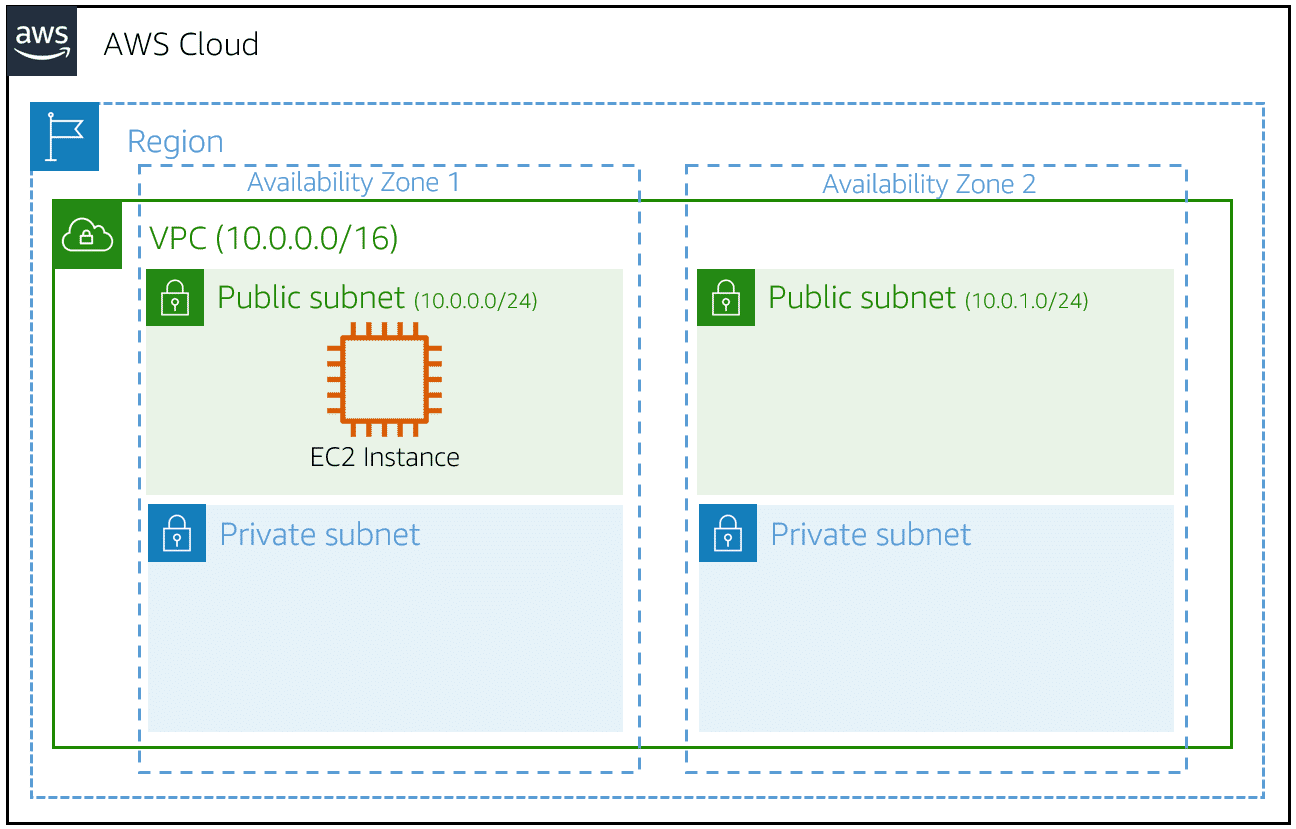 aws
AWS Cloud
Region
Availability Zone 1
Availability Zone 2
VPC (10.0.0.0/16)
Public subnet (10.0.0.0/24)
Public subnet (10.0.1.0/24)
EC2 Instance
Private subnet
Private subnet